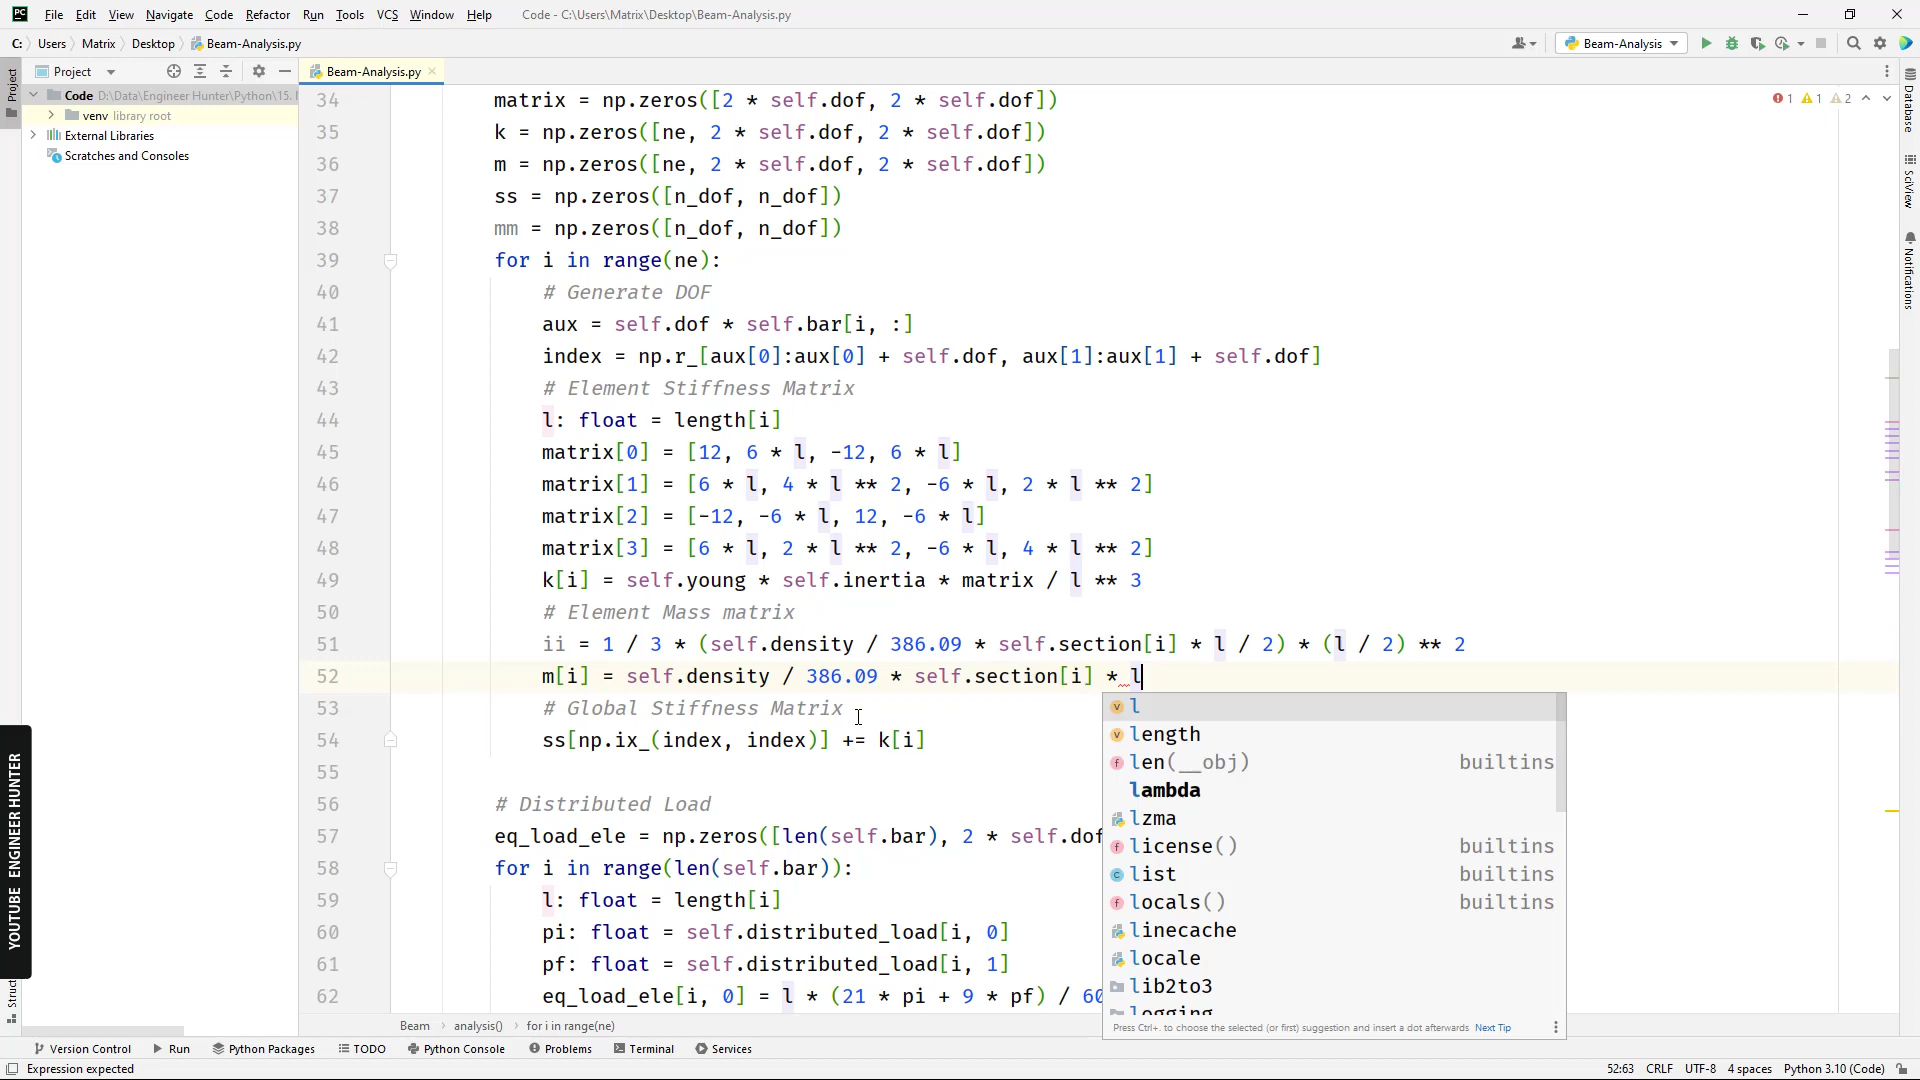 File Edit View Navigate Code Refactor Run Tools VCS Window Help Code - C:\Users\Matrix\Desktop\Beam-Analysis.py
C: Users Matrix Desktop Beam-Analysis.py Beam-Analysis
Project Beam-Analysis.py
Code D:\Data\Engineer Hunter\Python\15.
venv library root
External Libraries
Scratches and Consoles
Project
Database
SciView
Notifications
YOUTUBE ENGINEER HUNTER
1 1 2
34 matrix = np.zeros([2 * self.dof, 2 * self.dof])
35 k = np.zeros([ne, 2 * self.dof, 2 * self.dof])
36 m = np.zeros([ne, 2 * self.dof, 2 * self.dof])
37 ss = np.zeros([n_dof, n_dof])
38 mm = np.zeros([n_dof, n_dof])
39 for i in range(ne):
40 # Generate DOF
41 aux = self.dof * self.bar[i, :]
42 index = np.r_[aux[0]:aux[0] + self.dof, aux[1]:aux[1] + self.dof]
43 # Element Stiffness Matrix
44 l: float = length[i]
45 matrix[0] = [12, 6 * l, -12, 6 * l]
46 matrix[1] = [6 * l, 4 * l ** 2, -6 * l, 2 * l ** 2]
47 matrix[2] = [-12, -6 * l, 12, -6 * l]
48 matrix[3] = [6 * l, 2 * l ** 2, -6 * l, 4 * l ** 2]
49 k[i] = self.young * self.inertia * matrix / l ** 3
50 # Element Mass matrix
51 ii = 1 / 3 * (self.density / 386.09 * self.section[i] * l / 2) * (l / 2) ** 2
52 m[i] = self.density / 386.09 * self.section[i] * l
53 # Global Stiffness Matrix
54 ss[np.ix_(index, index)] += k[i]
55
56 # Distributed Load
57 eq_load_ele = np.zeros([len(self.bar), 2 * self.dof
58 for i in range(len(self.bar)):
59 l: float = length[i]
60 pi: float = self.distributed_load[i, 0]
61 pf: float = self.distributed_load[i, 1]
62 eq_load_ele[i, 0] = l * (21 * pi + 9 * pf) / 60
l
length
len(__obj) builtins
lambda
lzma
license() builtins
list builtins
locals() builtins
linecache
locale
lib2to3
logging
Press Ctrl+. to choose the selected (or first) suggestion and insert a dot afterwards Next Tip
Beam analysis() for i in range(ne)
Version Control Run Python Packages TODO Python Console Problems Terminal Services
Expression expected 52:63 CRLF UTF-8 4 spaces Python 3.10 (Code)